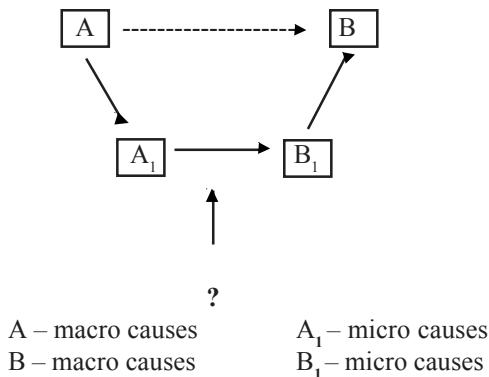 A B
A₁ B₁
?
A – macro causes A₁ – micro causes
B – macro causes B₁ – micro causes